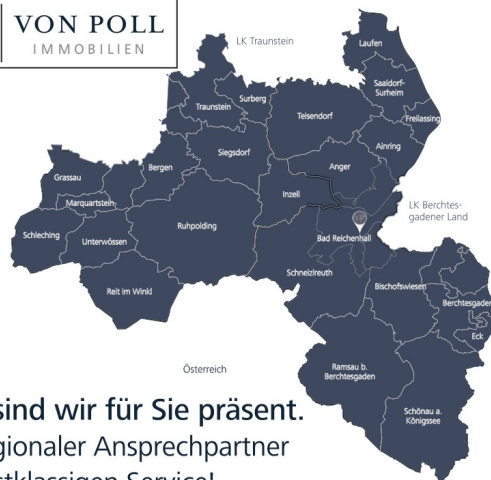 VON POLL
IMMOBILIEN
LK Traunstein
Laufen
Saaldorf-
Surheim
Surberg
Traunstein
Teisendorf
Freilassing
Ainring
Siegsdorf
Anger
Bergen
Grassau
Inzell
Marquartstein
LK Berchtes-
gadener Land
Schleching
Unterwössen
Ruhpolding
Bad Reichenhall
Schneizlreuth
Reit im Winkl
Bischofswiesen
Berchtesgaden
Eck
Österreich
Ramsau b.
Berchtesgaden
Schönau a.
Königssee
sind wir für Sie präsent.
gionaler Ansprechpartner
stklassigen Service!